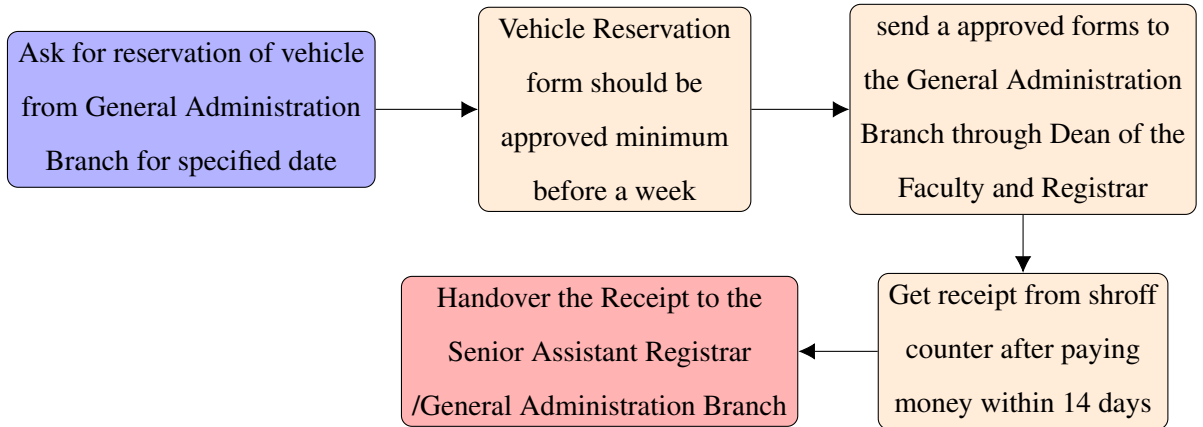 Ask for reservation of vehicle
from General Administration
Branch for specified date
Vehicle Reservation
form should be
approved minimum
before a week
send a approved forms to
the General Administration
Branch through Dean of the
Faculty and Registrar
Get receipt from shroff
counter after paying
money within 14 days
Handover the Receipt to the
Senior Assistant Registrar
/General Administration Branch